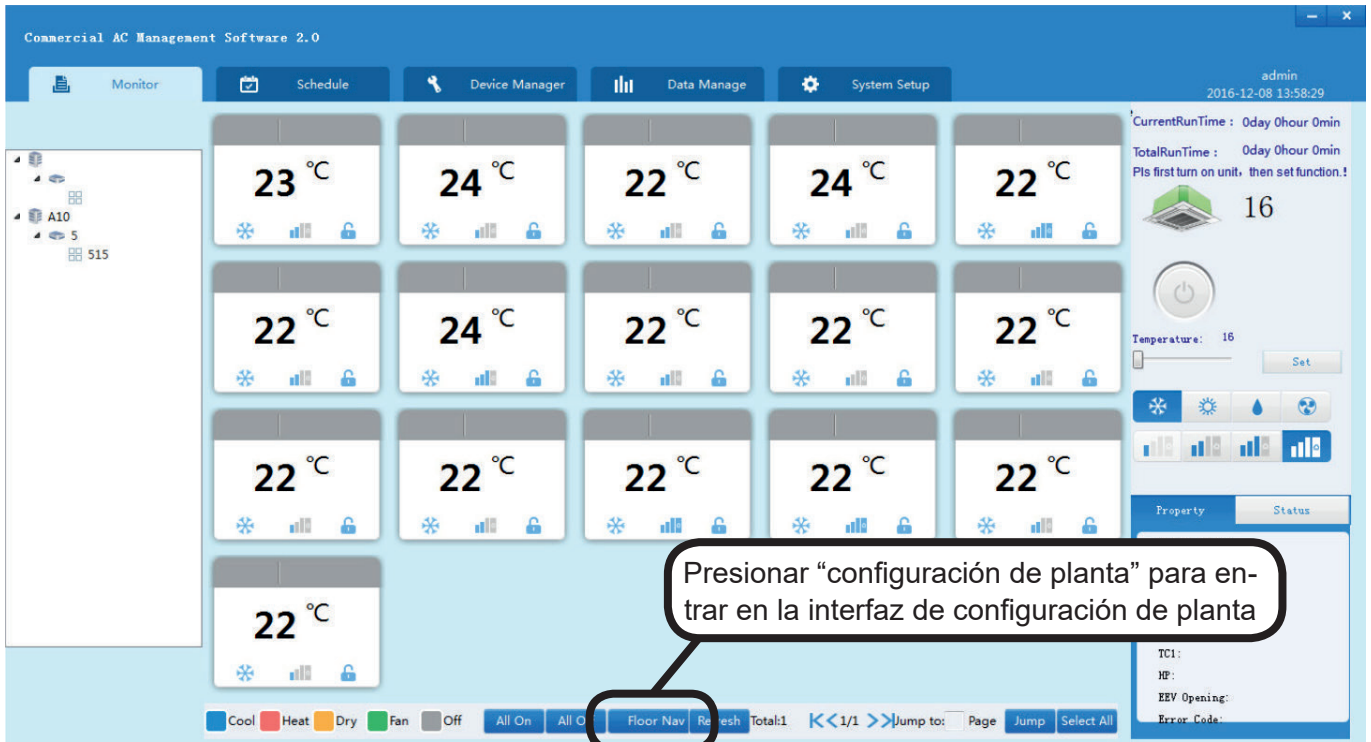 Commercial AC Management Software 2.0
Monitor
Schedule
Device Manager
Data Manage
System Setup
admin
2016-12-08 13:58:29
A10
5
515
23 °C
24 °C
22 °C
24 °C
22 °C
22 °C
24 °C
22 °C
22 °C
22 °C
22 °C
22 °C
22 °C
22 °C
22 °C
22 °C
CurrentRunTime : 0day 0hour 0min
TotalRunTime : 0day 0hour 0min
Pls first turn on unit, then set function.!
16
Temperature: 16
Set
Property
Status
Presionar “configuración de planta” para en-
trar en la interfaz de configuración de planta
TC1:
HP:
EEV Opening:
Error Code:
Cool Heat Dry Fan Off All On All Floor Nav Refresh Total:1 1/1 Jump to: Page Jump Select All